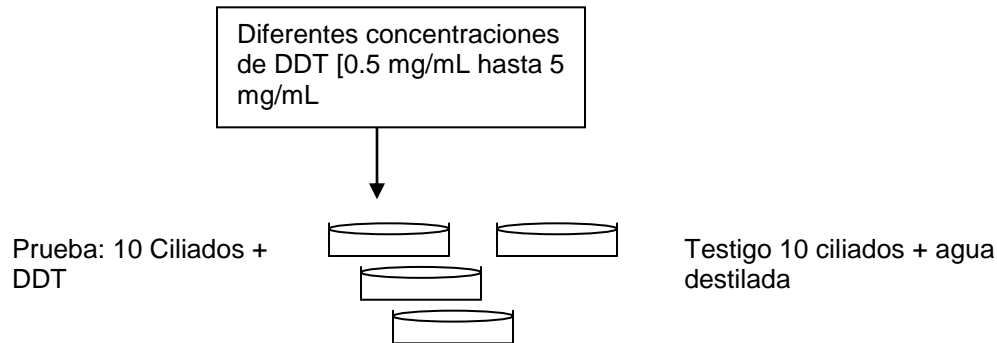 Diferentes concentraciones
de DDT [0.5 mg/mL hasta 5
mg/mL
Prueba: 10 Ciliados +
DDT
Testigo 10 ciliados + agua
destilada